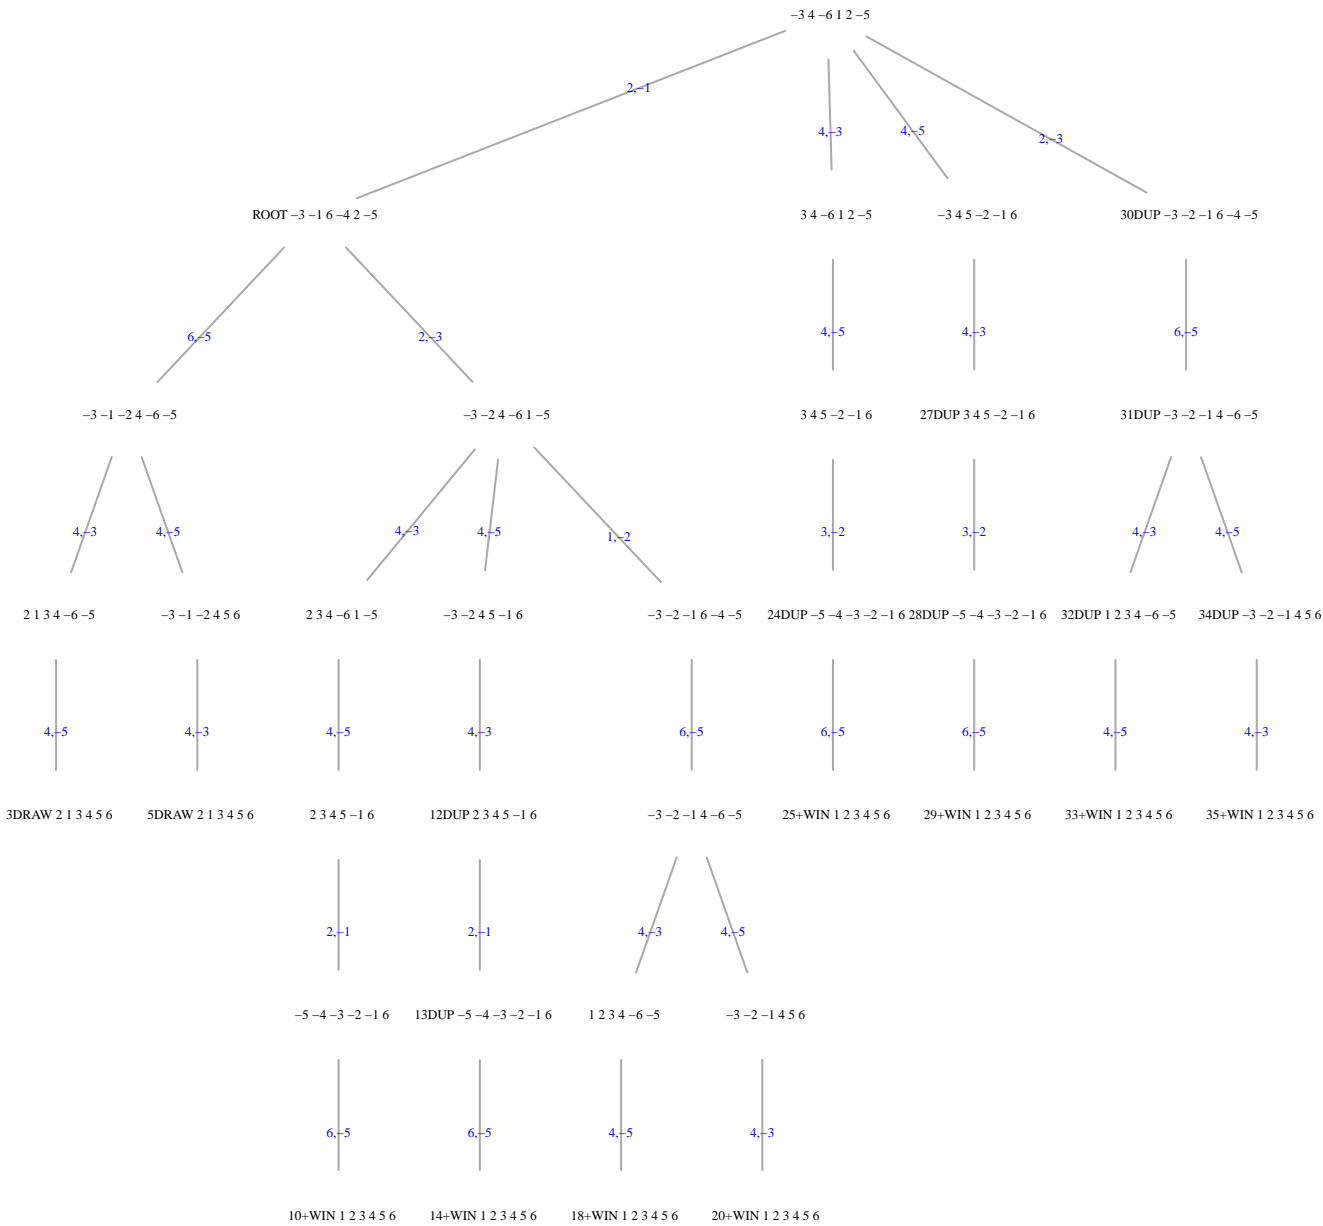 −3 4 −6 1 2 −5
2,−1
4,−3
4,−5
2,−3
ROOT −3 −1 6 −4 2 −5
3 4 −6 1 2 −5
−3 4 5 −2 −1 6
30DUP −3 −2 −1 6 −4 −5
6,−5
2,−3
4,−5
4,−3
6,−5
−3 −1 −2 4 −6 −5
−3 −2 4 −6 1 −5
3 4 5 −2 −1 6
27DUP 3 4 5 −2 −1 6
31DUP −3 −2 −1 4 −6 −5
4,−3
4,−5
4,−3
4,−5
1,−2
3,−2
3,−2
4,−3
4,−5
2 1 3 4 −6 −5
−3 −1 −2 4 5 6
2 3 4 −6 1 −5
−3 −2 4 5 −1 6
−3 −2 −1 6 −4 −5
24DUP −5 −4 −3 −2 −1 6
28DUP −5 −4 −3 −2 −1 6
32DUP 1 2 3 4 −6 −5
34DUP −3 −2 −1 4 5 6
4,−5
4,−3
4,−5
4,−3
6,−5
6,−5
6,−5
4,−5
4,−3
3DRAW 2 1 3 4 5 6
5DRAW 2 1 3 4 5 6
2 3 4 5 −1 6
12DUP 2 3 4 5 −1 6
−3 −2 −1 4 −6 −5
25+WIN 1 2 3 4 5 6
29+WIN 1 2 3 4 5 6
33+WIN 1 2 3 4 5 6
35+WIN 1 2 3 4 5 6
2,−1
2,−1
4,−3
4,−5
−5 −4 −3 −2 −1 6
13DUP −5 −4 −3 −2 −1 6
1 2 3 4 −6 −5
−3 −2 −1 4 5 6
6,−5
6,−5
4,−5
4,−3
10+WIN 1 2 3 4 5 6
14+WIN 1 2 3 4 5 6
18+WIN 1 2 3 4 5 6
20+WIN 1 2 3 4 5 6